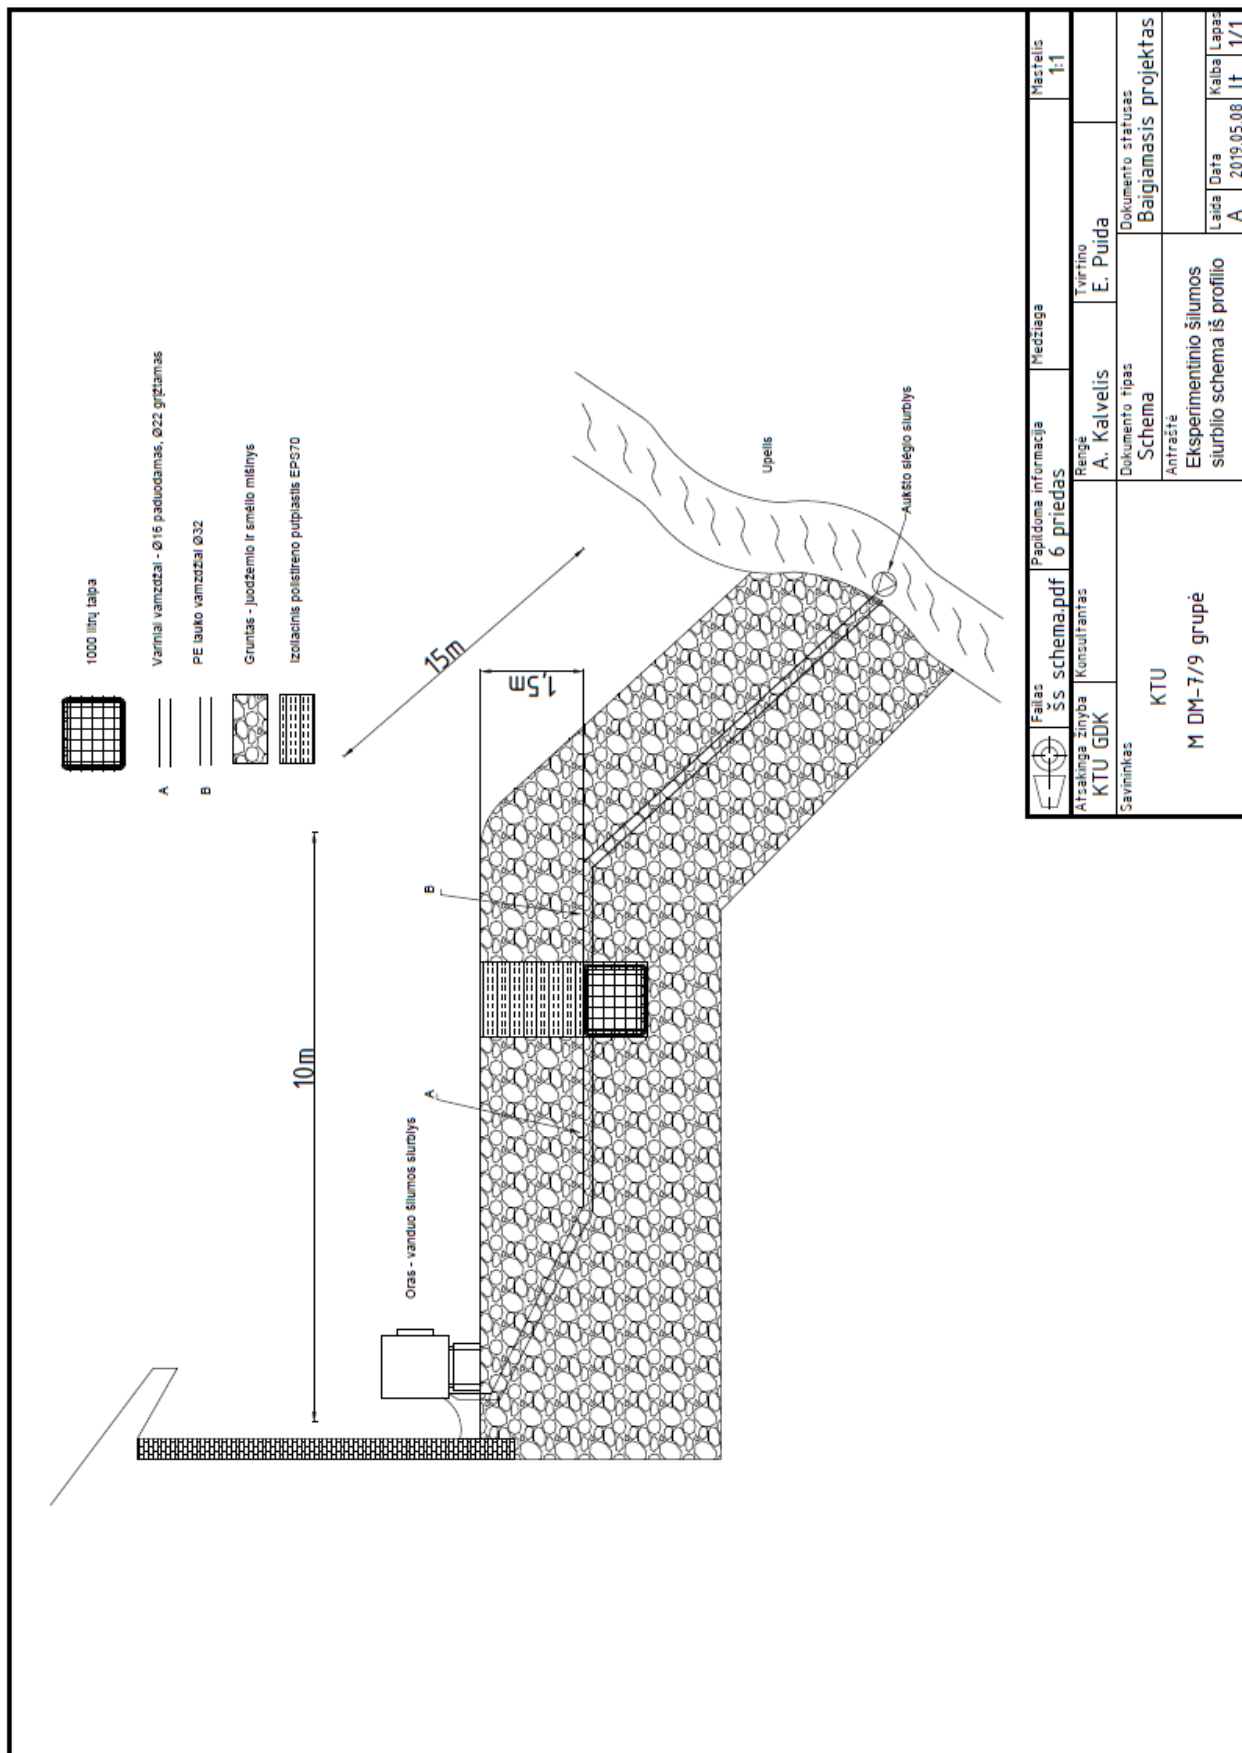 1000 litrų talpa
A
Variniai vamzdžai - Ø16 paduodamas, Ø22 grįžtamas
B
PE lauko vamzdžiai Ø32
Gruntas - juodžemio ir smėlio mišinys
Izoliacinis polistireno putplastis EPS70
10m
15m
1,5m
Oras - vanduo šilumos siurblys
A
B
Upelis
Aukšto slėgio siurblys
Failas
šs schema.pdf
Papildoma informacija
6 priedas
Medžiaga
Mastelis
1:1
Atsakinga žinyba
KTU GDK
Konsultantas
Rengė
A. Kalvelis
Tvirtino
E. Puida
Savininkas
KTU
M DM-7/9 grupė
Dokumento tipas
Schema
Dokumento statusas
Baigiamasis projektas
Antraštė
Eksperimentinio šilumos
siurblio schema iš profilio
Laida
A
Data
2019.05.08
Kalba
lt
Lapas
1/1